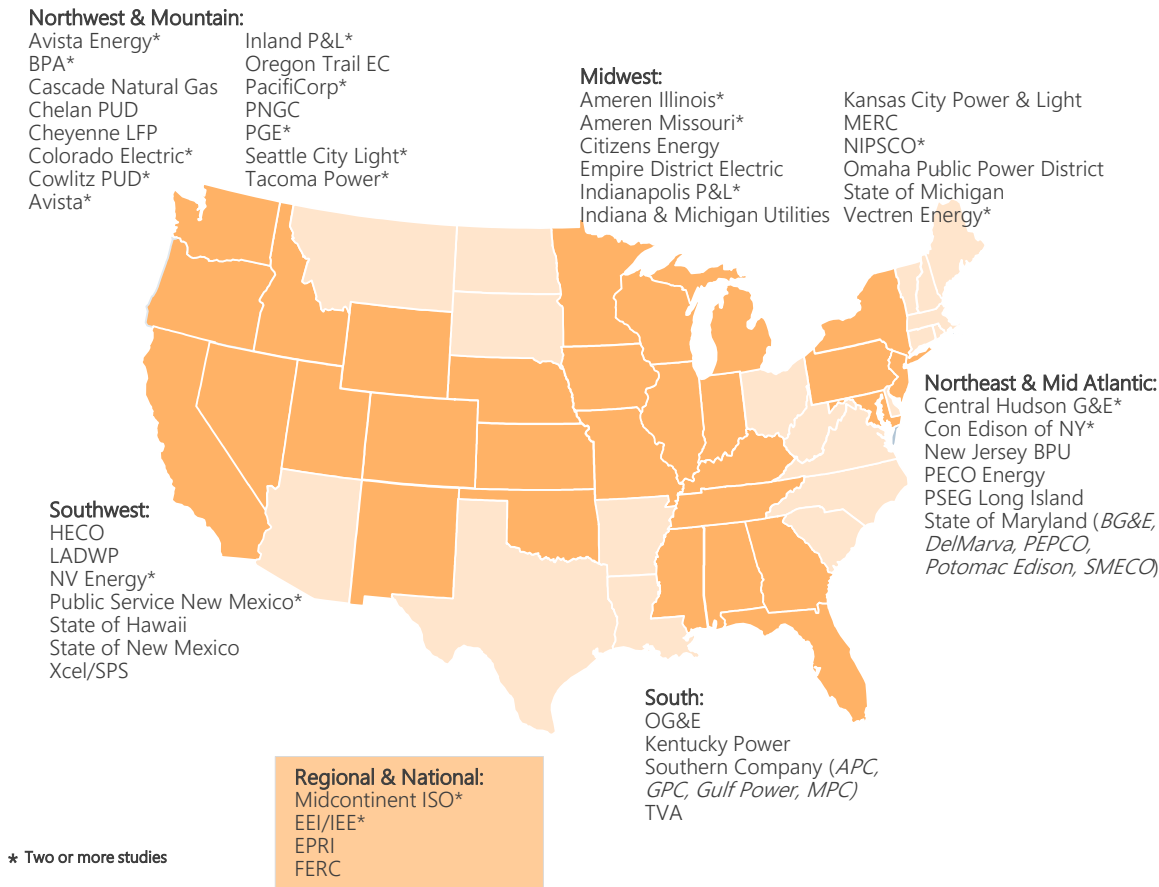 Northwest & Mountain:
Avista Energy*
BPA*
Cascade Natural Gas
Chelan PUD
Cheyenne LFP
Colorado Electric*
Cowlitz PUD*
Avista*
Inland P&L*
Oregon Trail EC
PacifiCorp*
PNGC
PGE*
Seattle City Light*
Tacoma Power*
Midwest:
Ameren Illinois*
Ameren Missouri*
Citizens Energy
Empire District Electric
Indianapolis P&L*
Indiana & Michigan Utilities
Kansas City Power & Light
MERC
NIPSCO*
Omaha Public Power District
State of Michigan
Vectren Energy*
Northeast & Mid Atlantic:
Central Hudson G&E*
Con Edison of NY*
New Jersey BPU
PECO Energy
PSEG Long Island
State of Maryland (BG&E,
DelMarva, PEPCO,
Potomac Edison, SMECO)
Southwest:
HECO
LADWP
NV Energy*
Public Service New Mexico*
State of Hawaii
State of New Mexico
Xcel/SPS
South:
OG&E
Kentucky Power
Southern Company (APC,
GPC, Gulf Power, MPC)
TVA
Regional & National:
Midcontinent ISO*
EEI/IEE*
EPRI
FERC
* Two or more studies